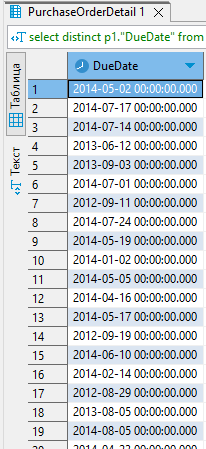 PurchaseOrderDetail 1
select distinct p1."DueDate" from
Таблица
Текст
DueDate
1 2014-05-02 00:00:00.000
2 2014-07-17 00:00:00.000
3 2014-07-14 00:00:00.000
4 2013-06-12 00:00:00.000
5 2013-09-03 00:00:00.000
6 2014-07-01 00:00:00.000
7 2012-09-11 00:00:00.000
8 2014-07-24 00:00:00.000
9 2014-05-19 00:00:00.000
10 2014-01-02 00:00:00.000
11 2014-05-05 00:00:00.000
12 2014-04-16 00:00:00.000
13 2014-05-17 00:00:00.000
14 2012-09-19 00:00:00.000
15 2014-06-10 00:00:00.000
16 2014-02-14 00:00:00.000
17 2012-08-29 00:00:00.000
18 2013-08-05 00:00:00.000
19 2014-08-05 00:00:00.000